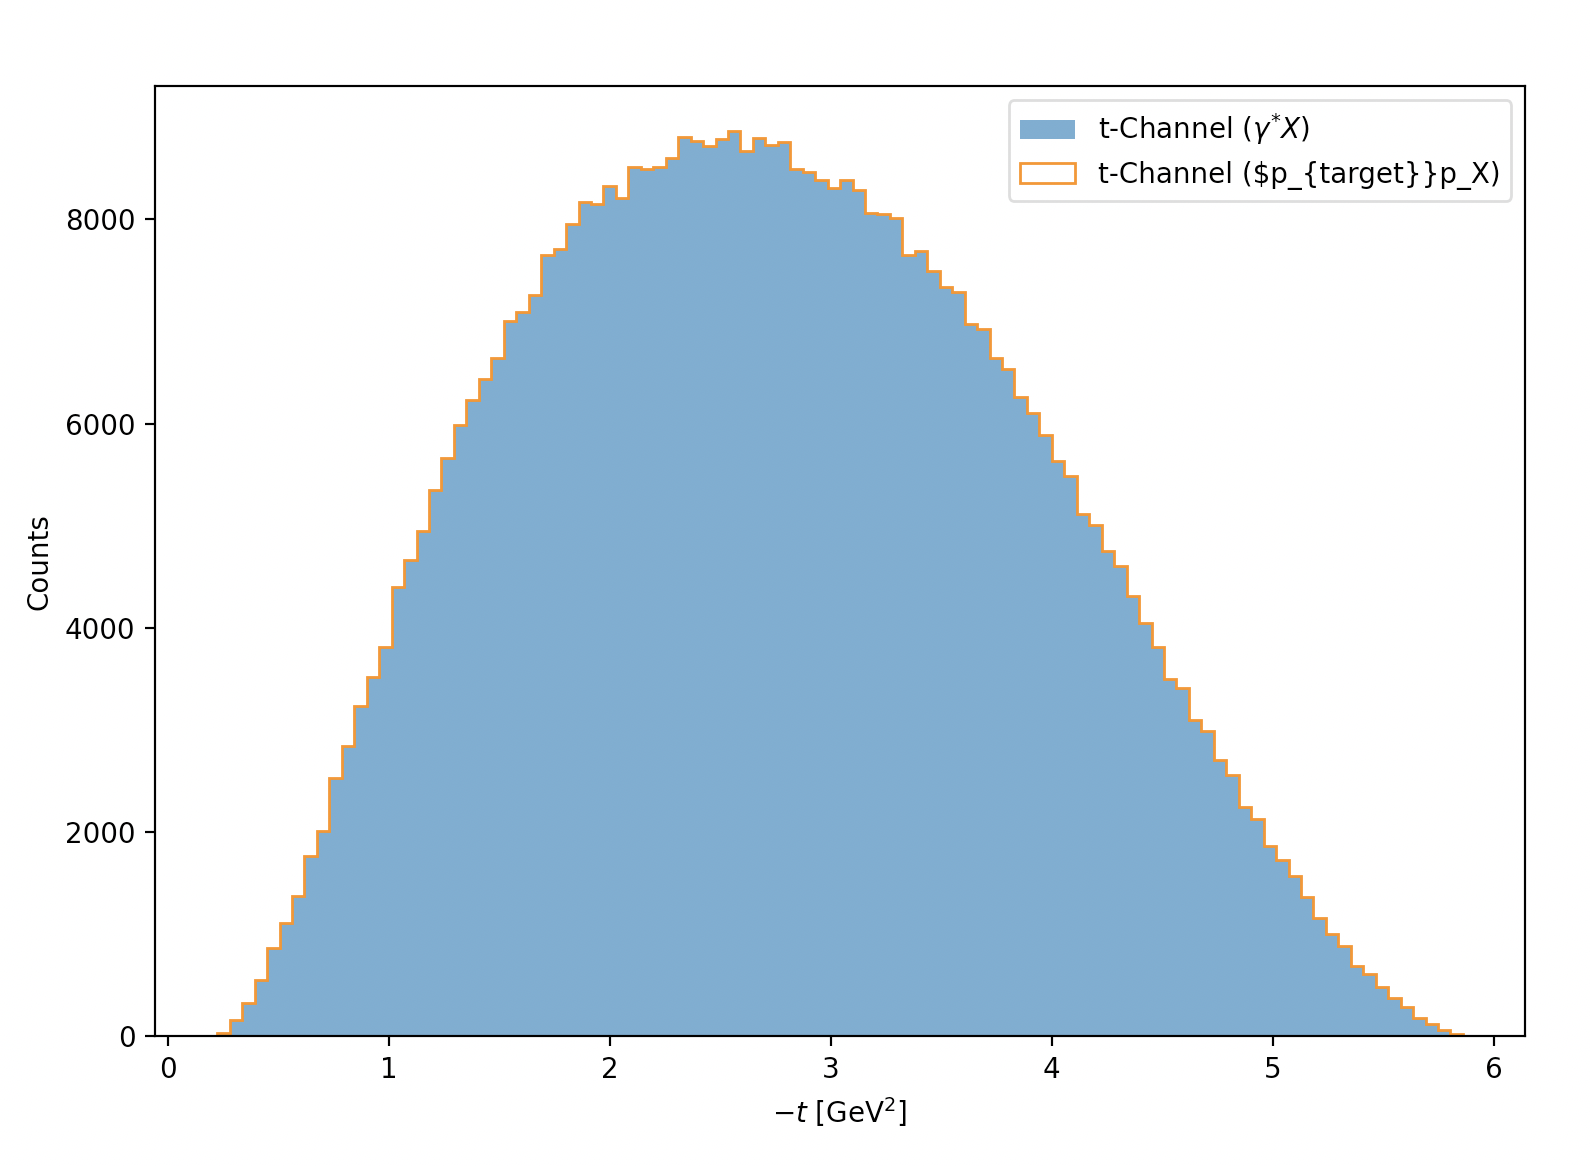 t-Channel (γ*X)
t-Channel ($p_{target}}p_X)
8000
6000
4000
2000
0
Counts
0 1 2 3 4 5 6
−t [GeV²]